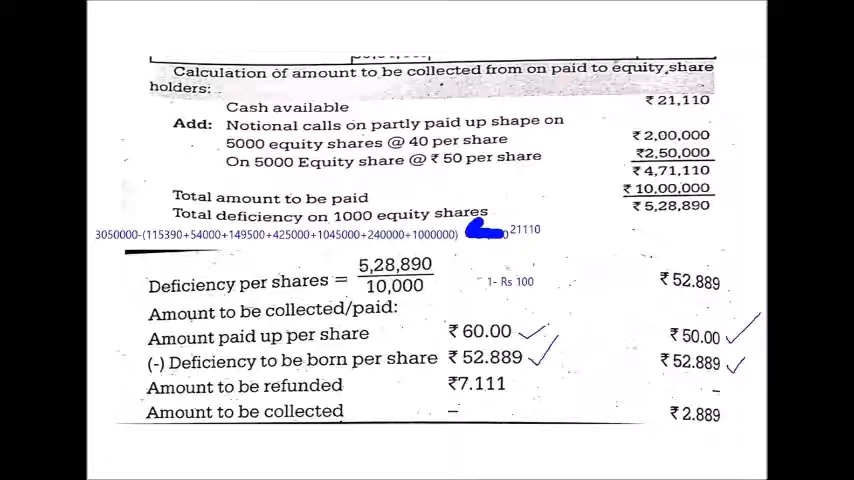 Calculation of amount to be collected from on paid to equity share
holders:
Cash available ₹ 21,110
Add: Notional calls on partly paid up shape on
5000 equity shares @ 40 per share ₹ 2,00,000
On 5000 Equity share @ ₹ 50 per share ₹2,50,000
₹ 4,71,110
Total amount to be paid ₹ 10,00,000
Total deficiency on 1000 equity shares ₹ 5,28,890
3050000-(115390+54000+149500+425000+1045000+240000+1000000) 21110
Deficiency per shares = 5,28,890 / 10,000 1- Rs 100 ₹ 52.889
Amount to be collected/paid:
Amount paid up per share ₹ 60.00 ₹ 50.00
(-) Deficiency to be born per share ₹ 52.889 ₹ 52.889
Amount to be refunded ₹7.111 –
Amount to be collected – ₹ 2.889